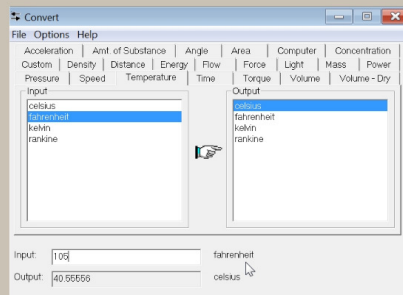 Convert
File Options Help
Acceleration Amt. of Substance Angle Area Computer Concentration
Custom Density Distance Energy Flow Force Light Mass Power
Pressure Speed Temperature Time Torque Volume Volume - Dry
Input Output
celsius celsius
fahrenheit fahrenheit
kelvin kelvin
rankine rankine
Input: 105 fahrenheit
Output: 40.55556 celsius